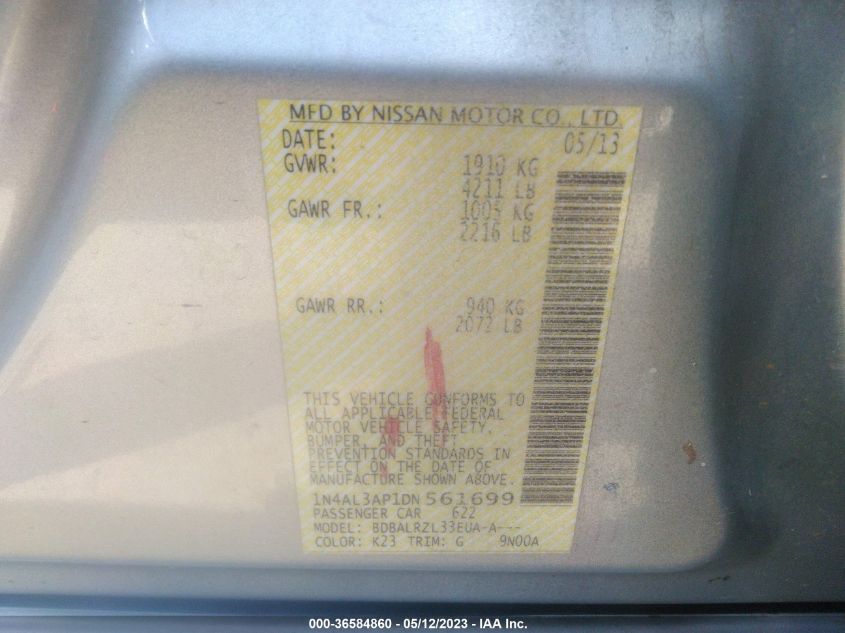 MFD BY NISSAN MOTOR CO., LTD.
DATE: 05/13
GVWR: 1910 KG
4211 LB
GAWR FR.: 1005 KG
2216 LB
GAWR RR.: 940 KG
2072 LB
THIS VEHICLE CONFORMS TO
ALL APPLICABLE FEDERAL
MOTOR VEHICLE SAFETY,
BUMPER, AND THEFT
PREVENTION STANDARDS IN
EFFECT ON THE DATE OF
MANUFACTURE SHOWN ABOVE.
1N4AL3AP1DN561699
PASSENGER CAR 622
MODEL: BDBALRZL33EUA-A---
COLOR: K23 TRIM: G 9N00A
000-36584860 - 05/12/2023 - IAA Inc.